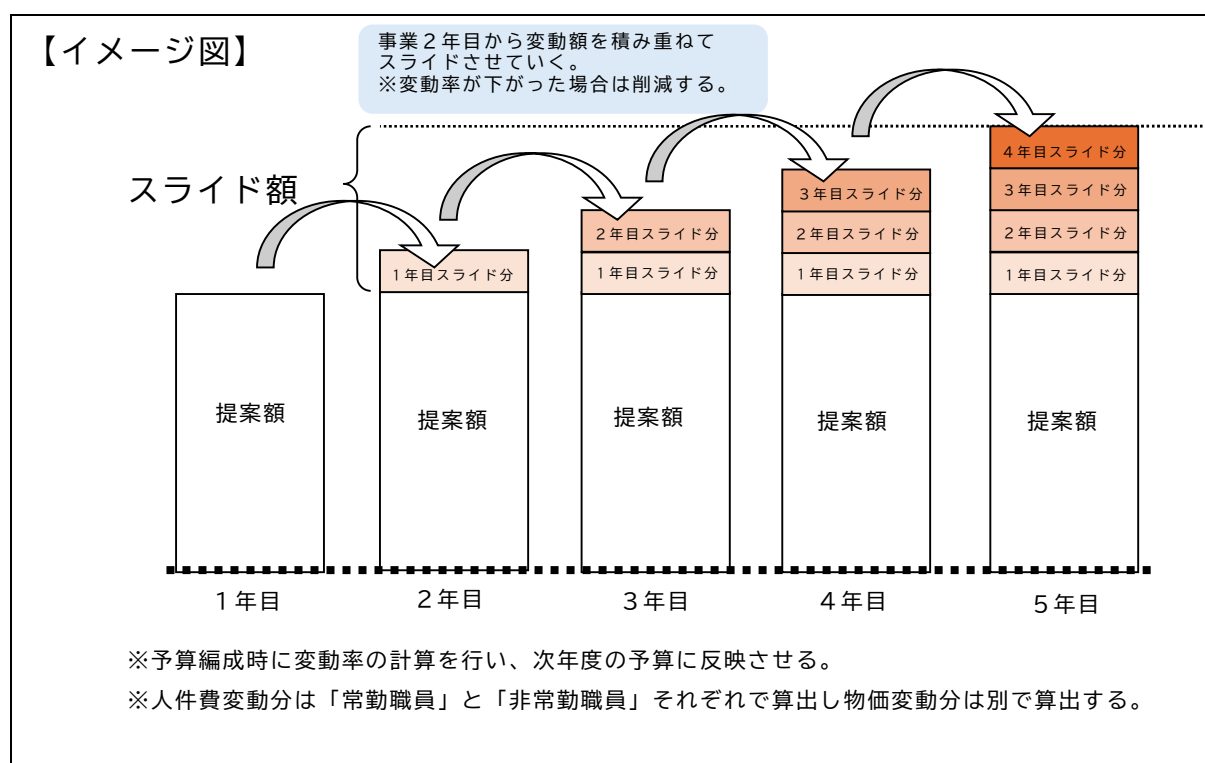 【イメージ図】
事業２年目から変動額を積み重ねて
スライドさせていく。
※変動率が下がった場合は削減する。
スライド額
４年目スライド分
３年目スライド分
３年目スライド分
２年目スライド分
２年目スライド分
２年目スライド分
１年目スライド分
１年目スライド分
１年目スライド分
１年目スライド分
提案額
提案額
提案額
提案額
提案額
１年目
２年目
３年目
４年目
５年目
※予算編成時に変動率の計算を行い、次年度の予算に反映させる。
※人件費変動分は「常勤職員」と「非常勤職員」それぞれで算出し物価変動分は別で算出する。